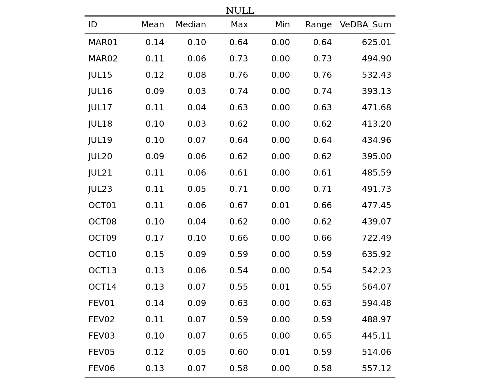 NULL
ID Mean Median Max Min Range VeDBA_Sum
MAR01 0.14 0.10 0.64 0.00 0.64 625.01
MAR02 0.11 0.06 0.73 0.00 0.73 494.90
JUL15 0.12 0.08 0.76 0.00 0.76 532.43
JUL16 0.09 0.03 0.74 0.00 0.74 393.13
JUL17 0.11 0.04 0.63 0.00 0.63 471.68
JUL18 0.10 0.03 0.62 0.00 0.62 413.20
JUL19 0.10 0.07 0.64 0.00 0.64 434.96
JUL20 0.09 0.06 0.62 0.00 0.62 395.00
JUL21 0.11 0.06 0.61 0.00 0.61 485.59
JUL23 0.11 0.05 0.71 0.00 0.71 491.73
OCT01 0.11 0.06 0.67 0.01 0.66 477.45
OCT08 0.10 0.04 0.62 0.00 0.62 439.07
OCT09 0.17 0.10 0.66 0.00 0.66 722.49
OCT10 0.15 0.09 0.59 0.00 0.59 635.92
OCT13 0.13 0.06 0.54 0.00 0.54 542.23
OCT14 0.13 0.07 0.55 0.01 0.55 564.07
FEV01 0.14 0.09 0.63 0.00 0.63 594.48
FEV02 0.11 0.07 0.59 0.00 0.59 488.97
FEV03 0.10 0.07 0.65 0.00 0.65 445.11
FEV05 0.12 0.05 0.60 0.01 0.59 514.06
FEV06 0.13 0.07 0.58 0.00 0.58 557.12